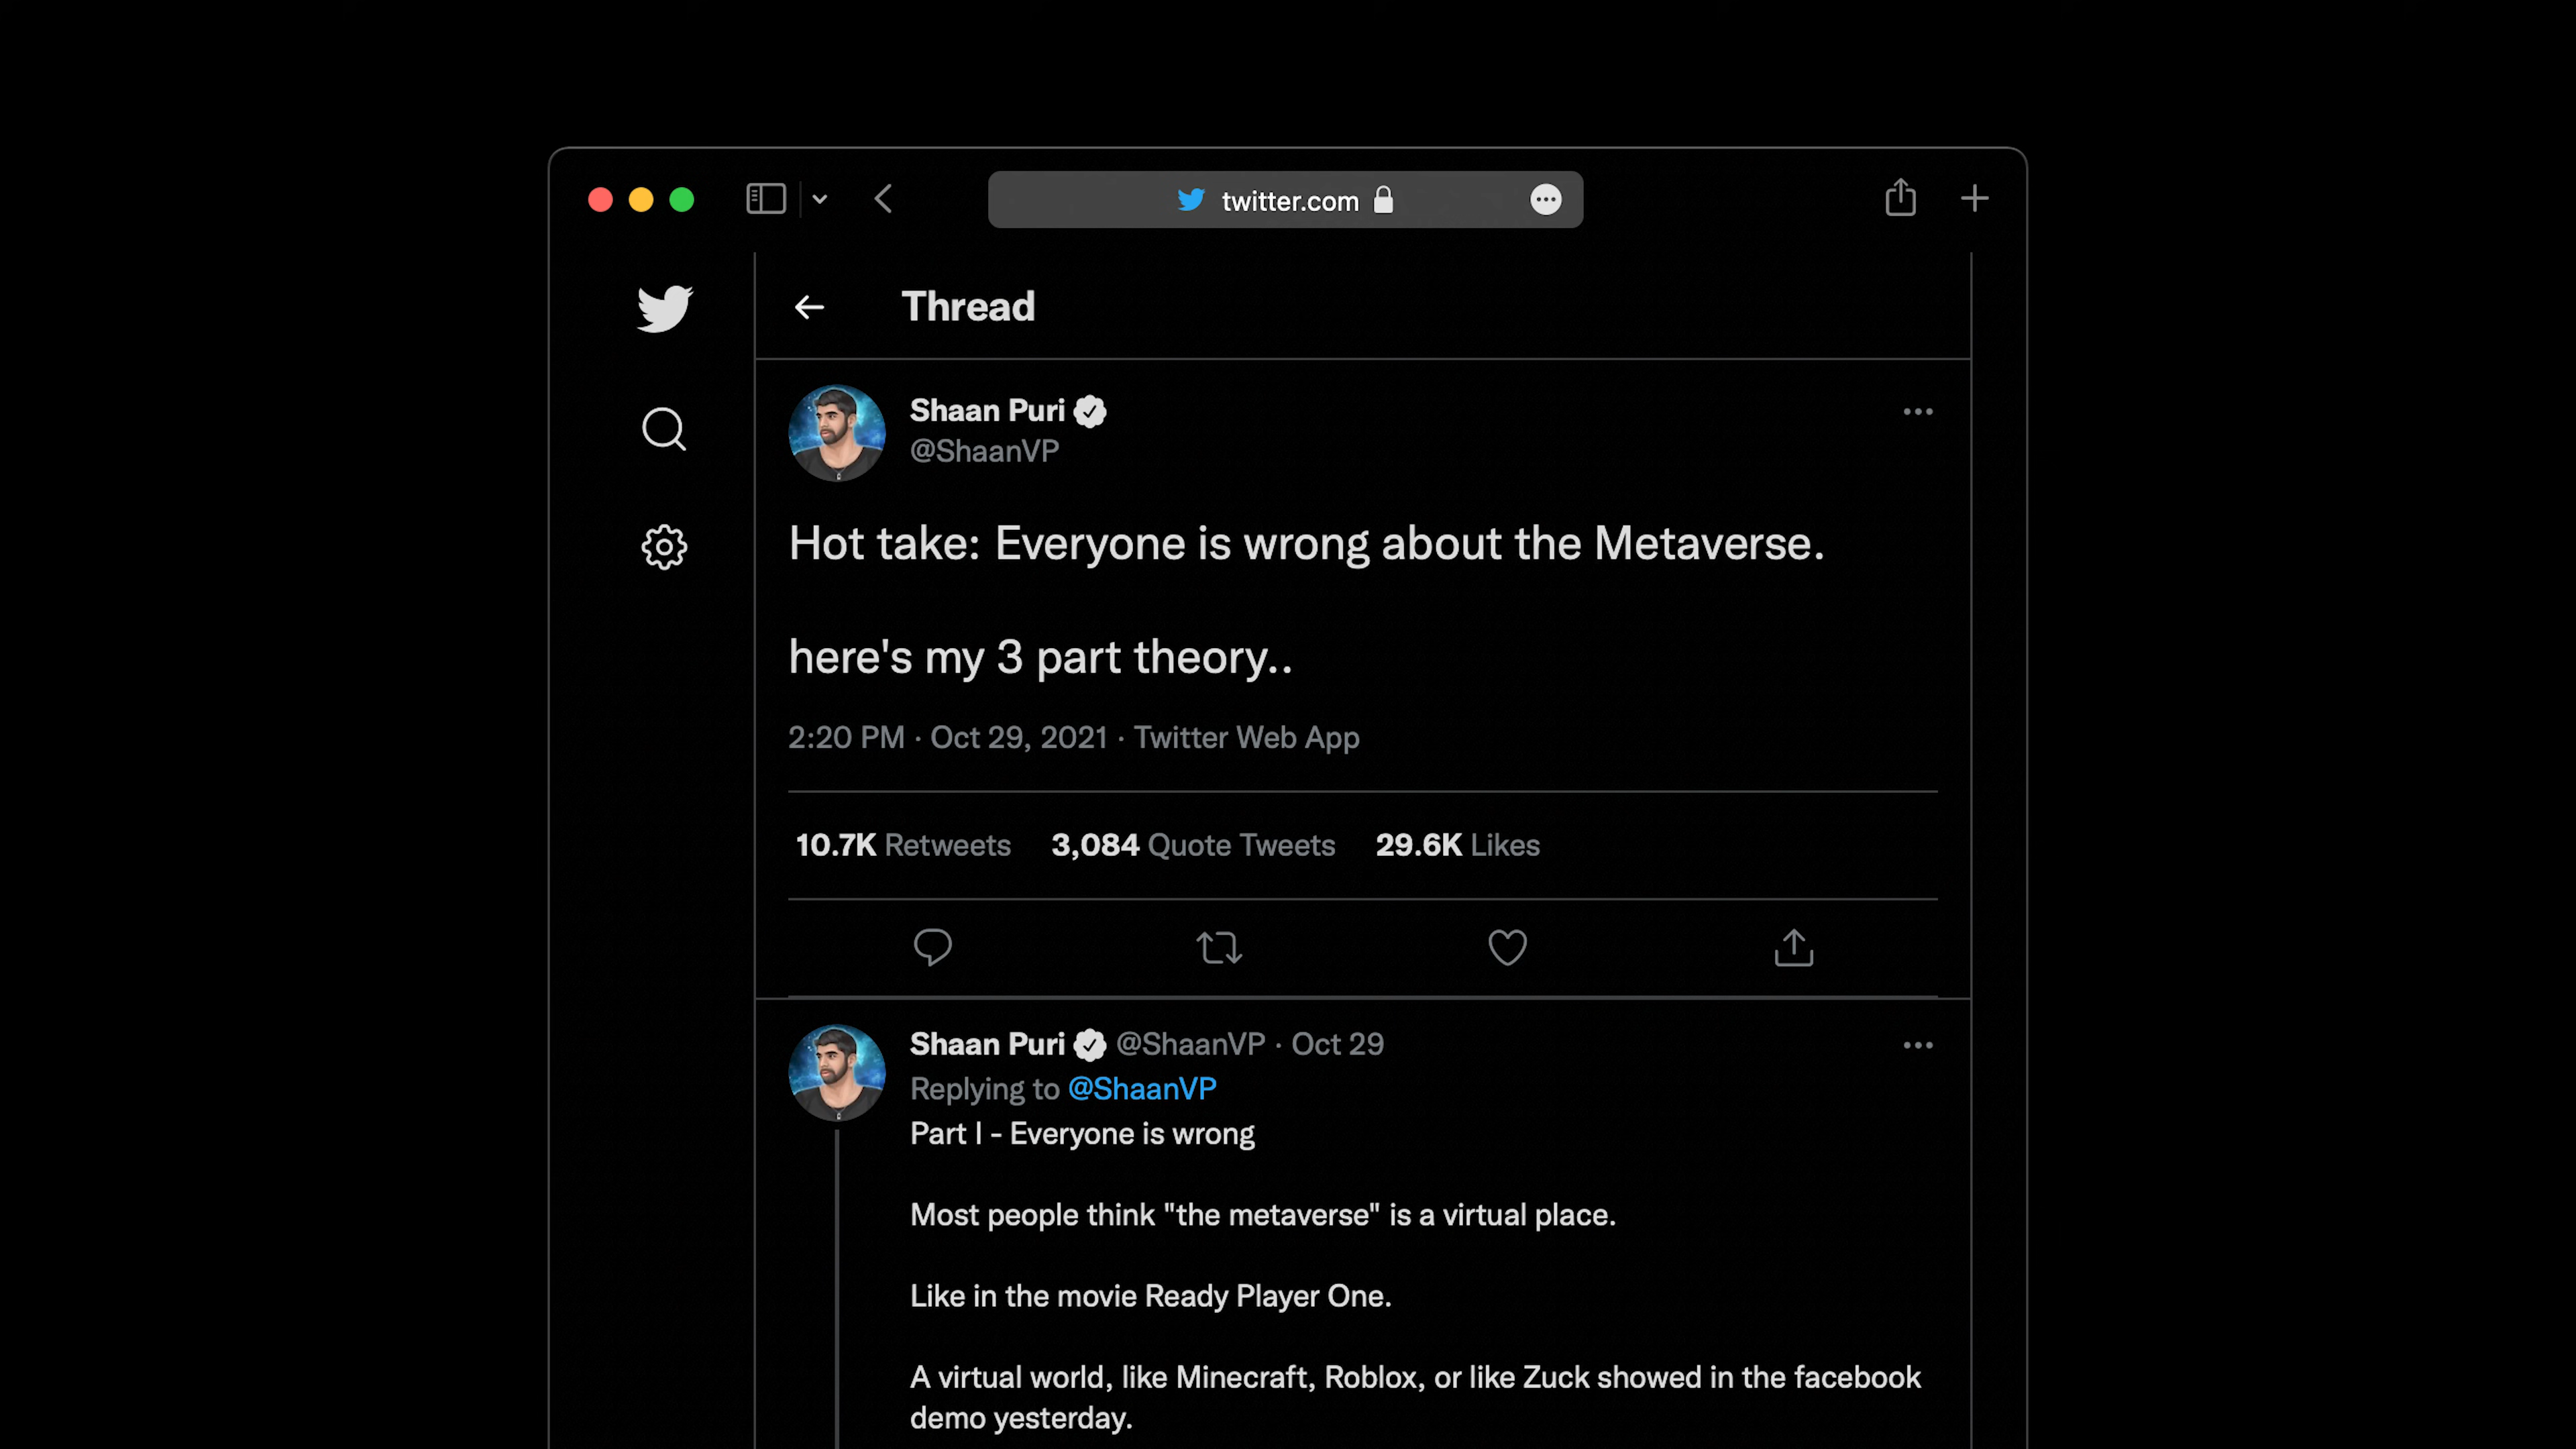 twitter.com
Thread
Shaan Puri
@ShaanVP
Hot take: Everyone is wrong about the Metaverse.
here's my 3 part theory..
2:20 PM · Oct 29, 2021 · Twitter Web App
10.7K Retweets 3,084 Quote Tweets 29.6K Likes
Shaan Puri @ShaanVP · Oct 29
Replying to @ShaanVP
Part I - Everyone is wrong
Most people think "the metaverse" is a virtual place.
Like in the movie Ready Player One.
A virtual world, like Minecraft, Roblox, or like Zuck showed in the facebook
demo yesterday.